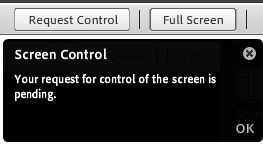 Request Control | Full Screen |
Screen Control
Your request for control of the screen is
pending.
OK